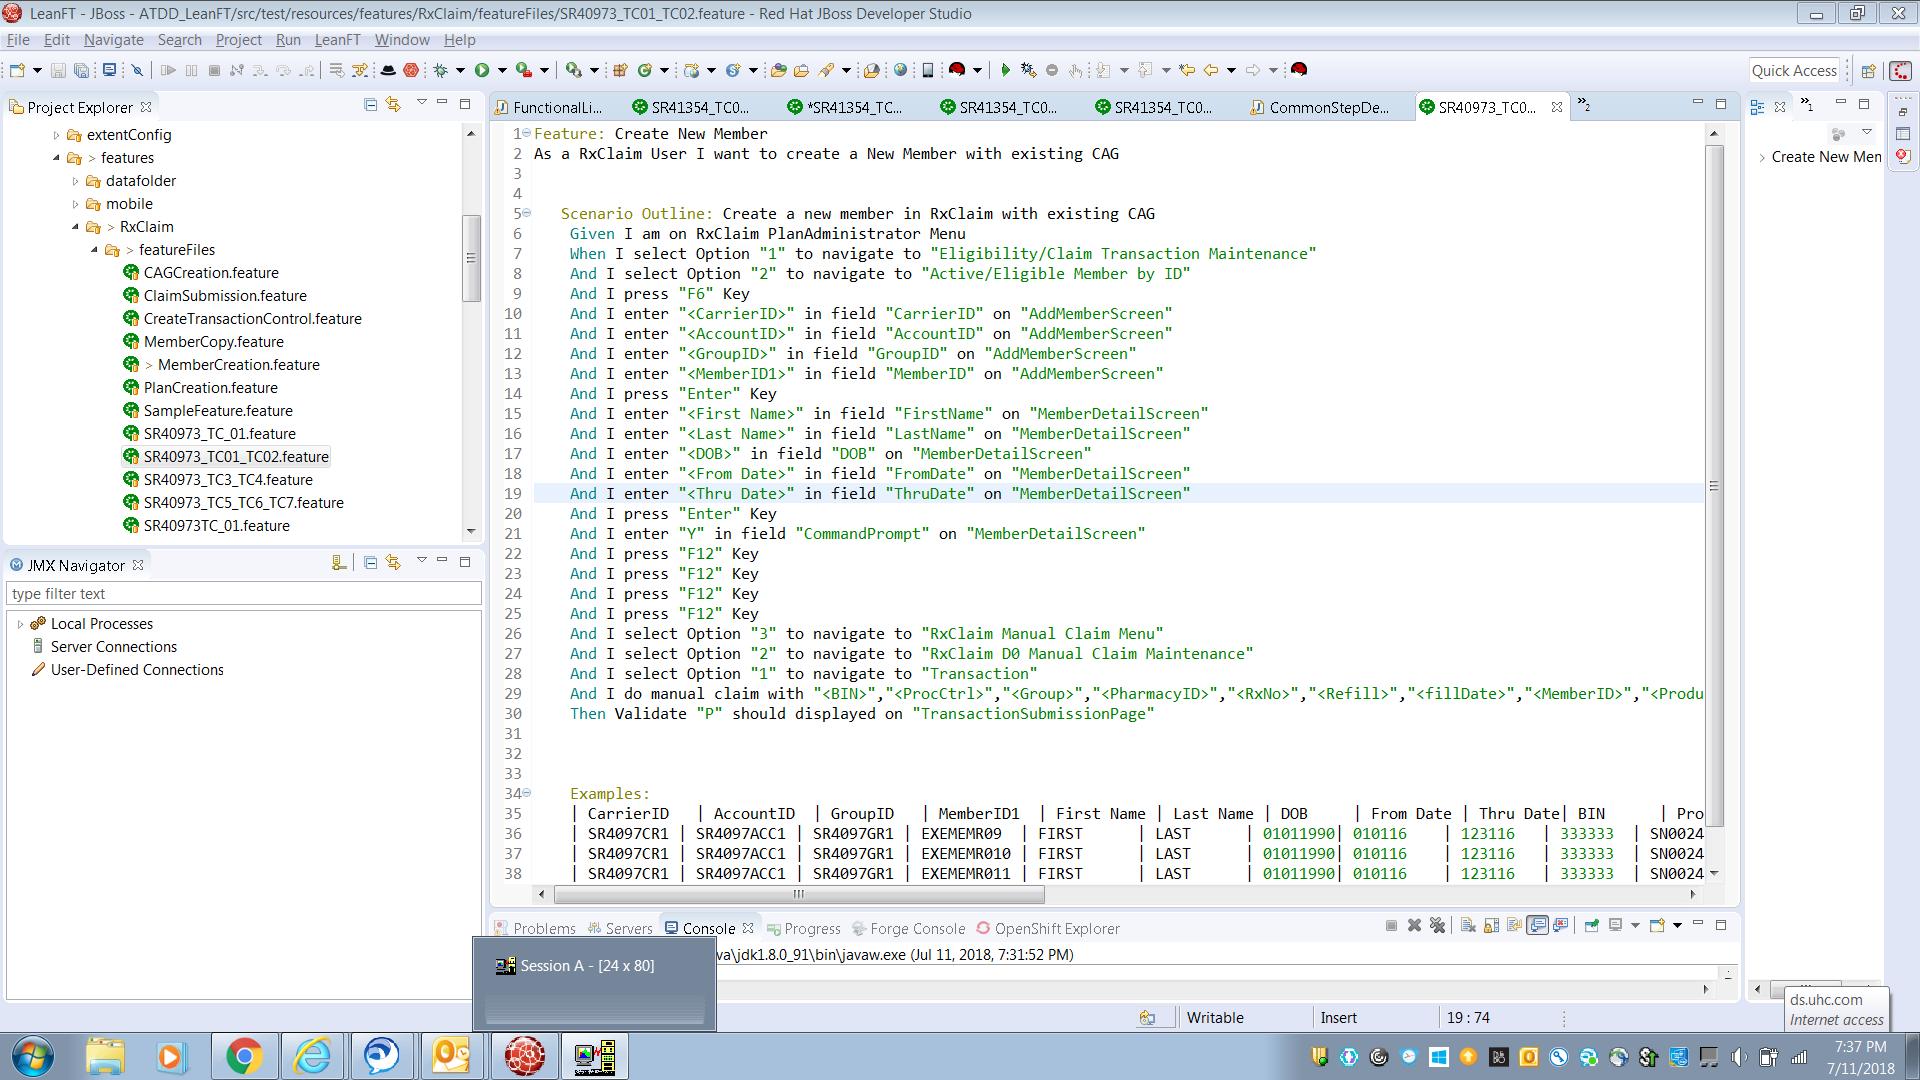 LeanFT - JBoss - ATDD_LeanFT/src/test/resources/features/RxClaim/featureFiles/SR40973_TC01_TC02.feature - Red Hat JBoss Developer Studio
File Edit Navigate Search Project Run LeanFT Window Help
Quick Access
Project Explorer
extentConfig
> features
datafolder
mobile
> RxClaim
> featureFiles
CAGCreation.feature
ClaimSubmission.feature
CreateTransactionControl.feature
MemberCopy.feature
> MemberCreation.feature
PlanCreation.feature
SampleFeature.feature
SR40973_TC_01.feature
SR40973_TC01_TC02.feature
SR40973_TC3_TC4.feature
SR40973_TC5_TC6_TC7.feature
SR40973TC_01.feature
JMX Navigator
type filter text
Local Processes
Server Connections
User-Defined Connections
FunctionalLi... SR41354_TC0... *SR41354_TC... SR41354_TC0... SR41354_TC0... CommonStepDe... SR40973_TC0... »2
1 Feature: Create New Member
2 As a RxClaim User I want to create a New Member with existing CAG
3
4
5 Scenario Outline: Create a new member in RxClaim with existing CAG
6 Given I am on RxClaim PlanAdministrator Menu
7 When I select Option "1" to navigate to "Eligibility/Claim Transaction Maintenance"
8 And I select Option "2" to navigate to "Active/Eligible Member by ID"
9 And I press "F6" Key
10 And I enter "<CarrierID>" in field "CarrierID" on "AddMemberScreen"
11 And I enter "<AccountID>" in field "AccountID" on "AddMemberScreen"
12 And I enter "<GroupID>" in field "GroupID" on "AddMemberScreen"
13 And I enter "<MemberID1>" in field "MemberID" on "AddMemberScreen"
14 And I press "Enter" Key
15 And I enter "<First Name>" in field "FirstName" on "MemberDetailScreen"
16 And I enter "<Last Name>" in field "LastName" on "MemberDetailScreen"
17 And I enter "<DOB>" in field "DOB" on "MemberDetailScreen"
18 And I enter "<From Date>" in field "FromDate" on "MemberDetailScreen"
19 And I enter "<Thru Date>" in field "ThruDate" on "MemberDetailScreen"
20 And I press "Enter" Key
21 And I enter "Y" in field "CommandPrompt" on "MemberDetailScreen"
22 And I press "F12" Key
23 And I press "F12" Key
24 And I press "F12" Key
25 And I press "F12" Key
26 And I select Option "3" to navigate to "RxClaim Manual Claim Menu"
27 And I select Option "2" to navigate to "RxClaim D0 Manual Claim Maintenance"
28 And I select Option "1" to navigate to "Transaction"
29 And I do manual claim with "<BIN>","<ProcCtrl>","<Group>","<PharmacyID>","<RxNo>","<Refill>","<fillDate>","<MemberID>","<Produ
30 Then Validate "P" should displayed on "TransactionSubmissionPage"
31
32
33
34 Examples:
35 | CarrierID | AccountID | GroupID | MemberID1 | First Name | Last Name | DOB | From Date | Thru Date| BIN | Pro
36 | SR4097CR1 | SR4097ACC1 | SR4097GR1 | EXEMEMR09 | FIRST | LAST | 01011990| 010116 | 123116 | 333333 | SN0024
37 | SR4097CR1 | SR4097ACC1 | SR4097GR1 | EXEMEMR010 | FIRST | LAST | 01011990| 010116 | 123116 | 333333 | SN0024
38 | SR4097CR1 | SR4097ACC1 | SR4097GR1 | EXEMEMR011 | FIRST | LAST | 01011990| 010116 | 123116 | 333333 | SN0024
»1
> Create New Mem
Problems Servers Console Progress Forge Console OpenShift Explorer
va\jdk1.8.0_91\bin\javaw.exe (Jul 11, 2018, 7:31:52 PM)
Session A - [24 x 80]
Writable Insert 19 : 74
ds.uhc.com
Internet access
7:37 PM
7/11/2018